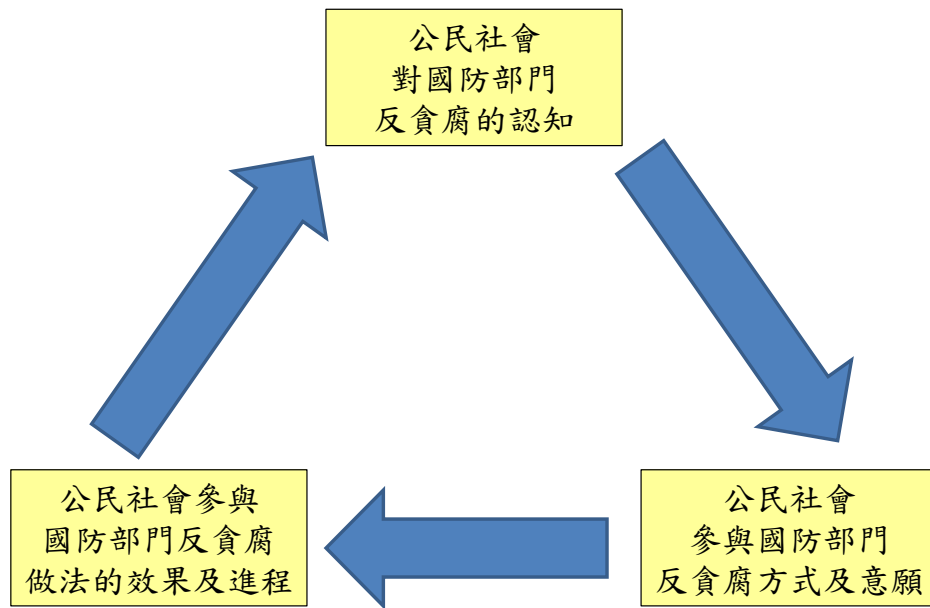 公民社會
對國防部門
反貪腐的認知
公民社會參與
國防部門反貪腐
做法的效果及進程
公民社會
參與國防部門
反貪腐方式及意願